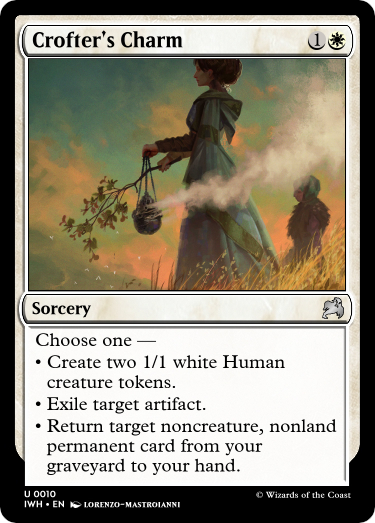 Crofter's Charm 1
Sorcery
Choose one —
• Create two 1/1 white Human
creature tokens.
• Exile target artifact.
• Return target noncreature, nonland
permanent card from your
graveyard to your hand.
U 0010
IWH • EN LORENZO-MASTROIANNI
© Wizards of the Coast